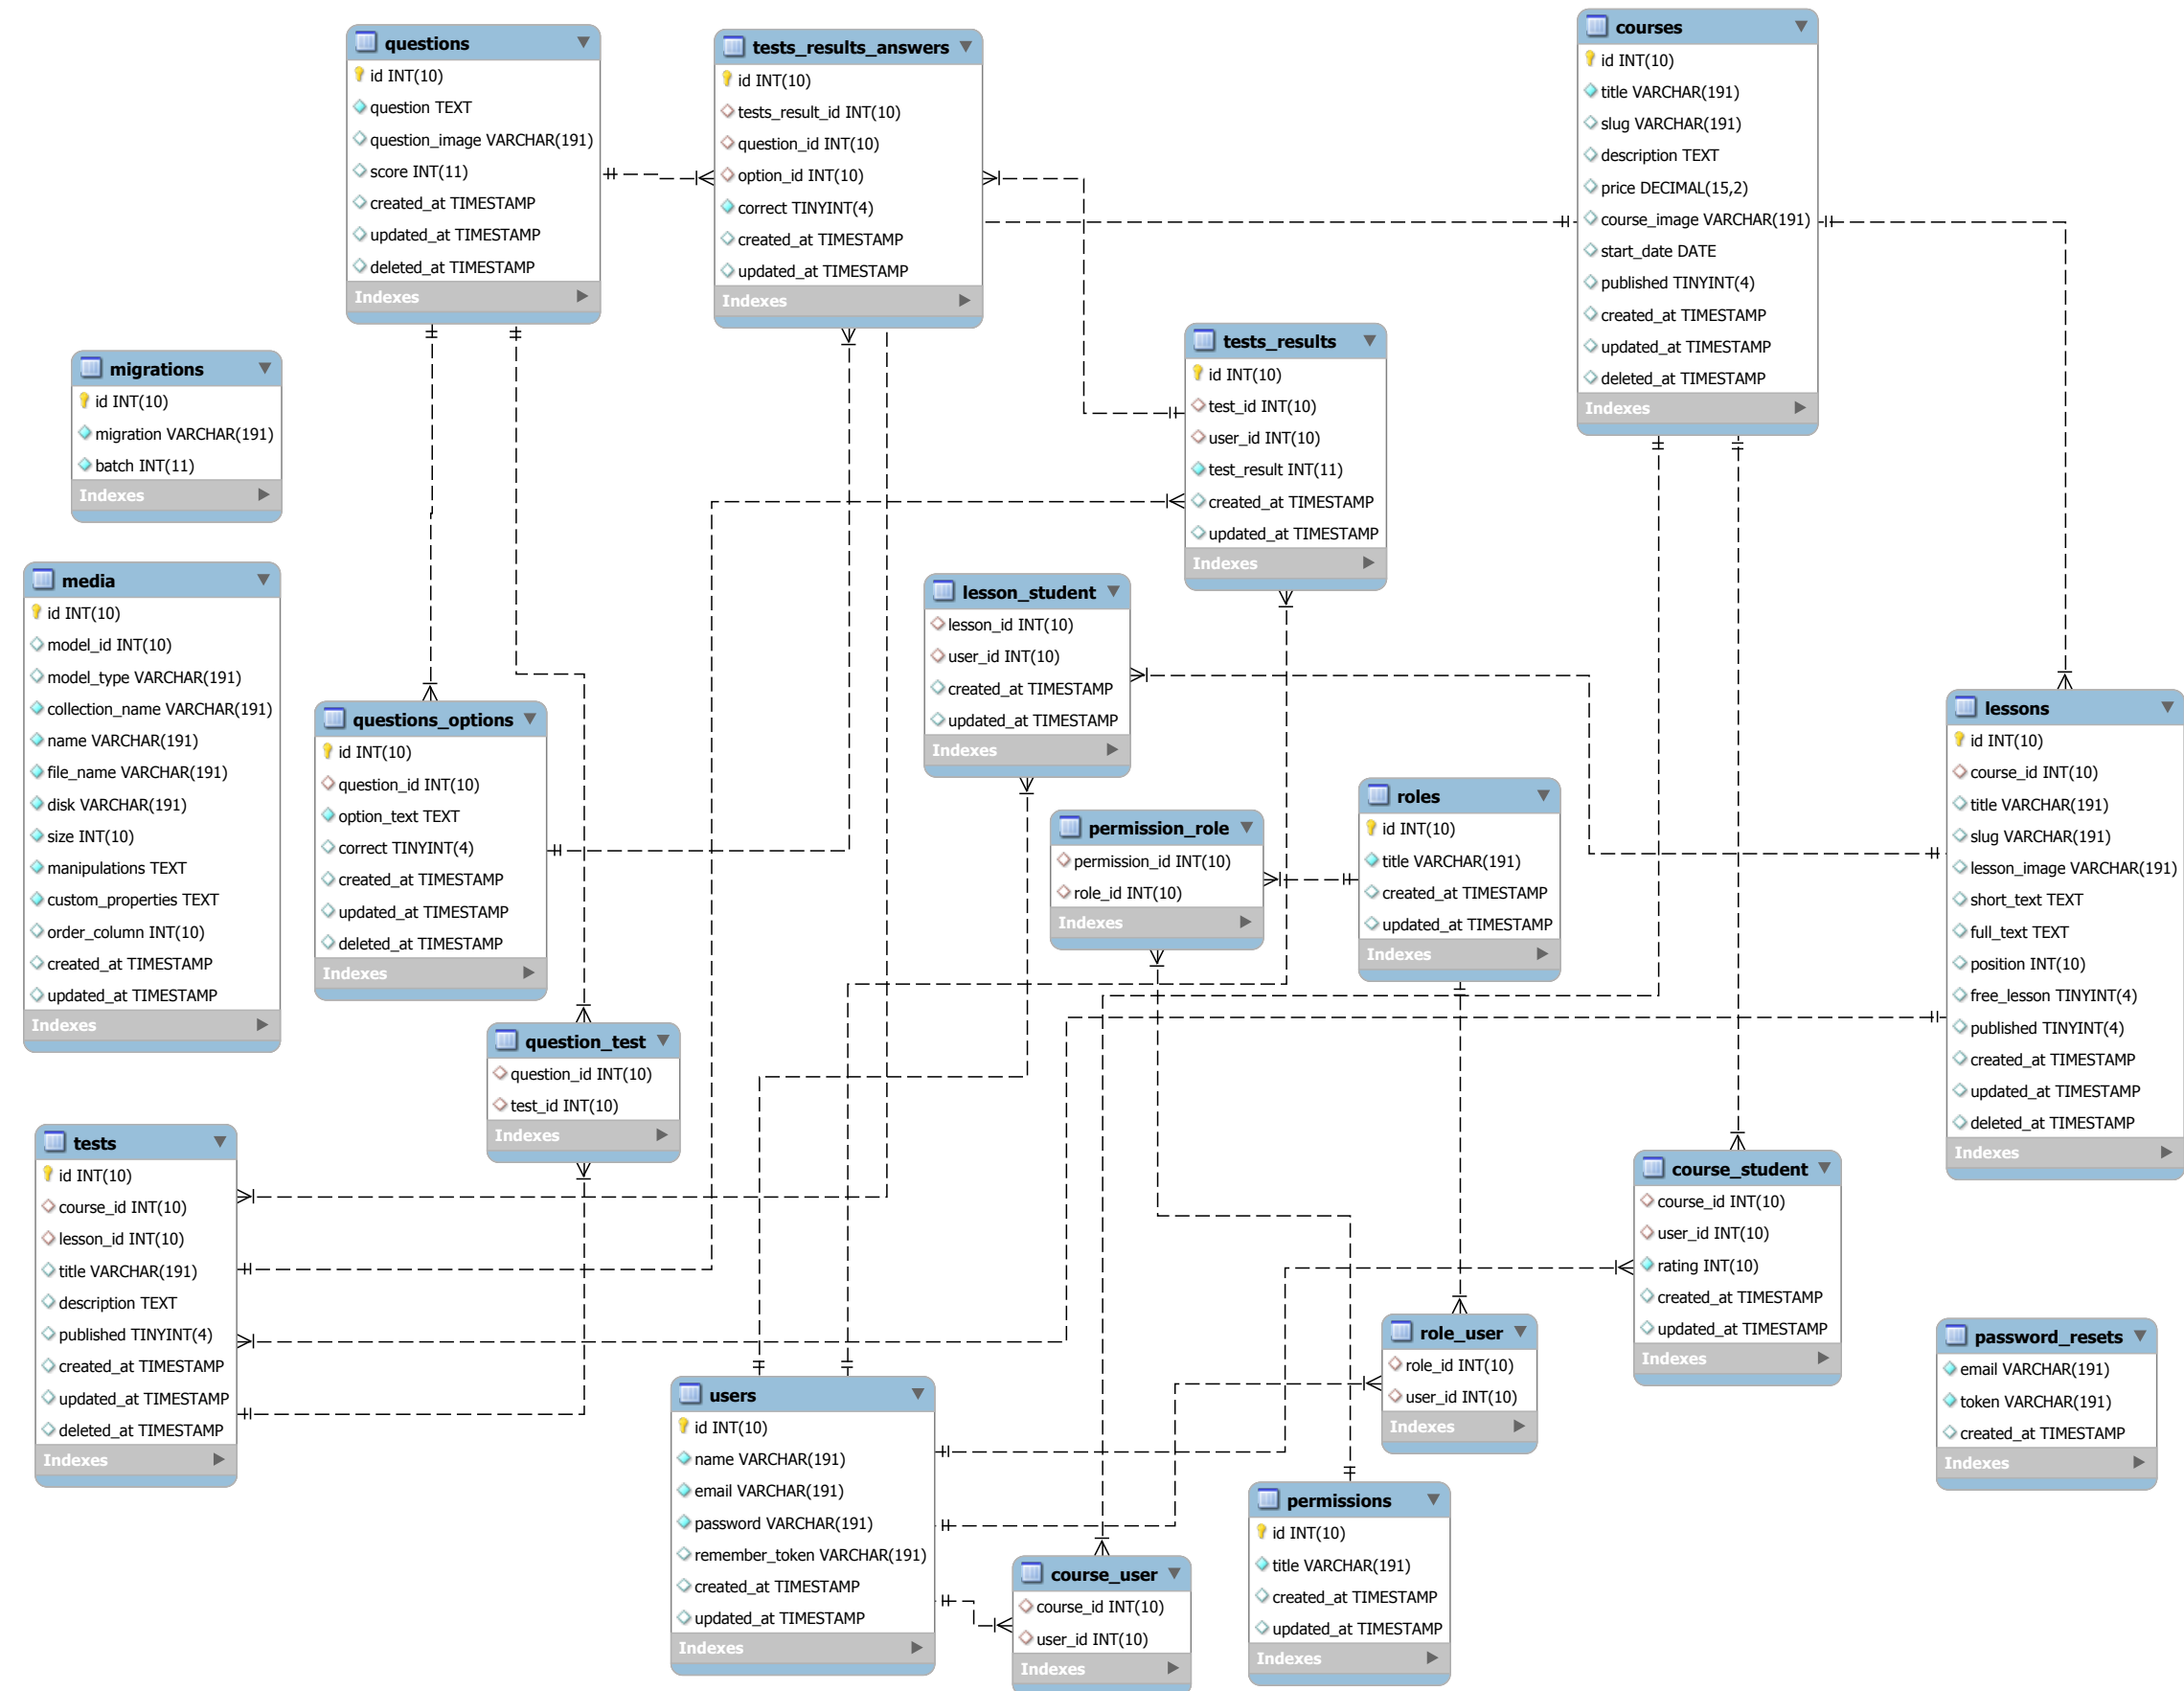 questions
id INT(10)
question TEXT
question_image VARCHAR(191)
score INT(11)
created_at TIMESTAMP
updated_at TIMESTAMP
deleted_at TIMESTAMP
Indexes
tests_results_answers
id INT(10)
tests_result_id INT(10)
question_id INT(10)
option_id INT(10)
correct TINYINT(4)
created_at TIMESTAMP
updated_at TIMESTAMP
Indexes
courses
id INT(10)
title VARCHAR(191)
slug VARCHAR(191)
description TEXT
price DECIMAL(15,2)
course_image VARCHAR(191)
start_date DATE
published TINYINT(4)
created_at TIMESTAMP
updated_at TIMESTAMP
deleted_at TIMESTAMP
Indexes
migrations
id INT(10)
migration VARCHAR(191)
batch INT(11)
Indexes
tests_results
id INT(10)
test_id INT(10)
user_id INT(10)
test_result INT(11)
created_at TIMESTAMP
updated_at TIMESTAMP
Indexes
media
id INT(10)
model_id INT(10)
model_type VARCHAR(191)
collection_name VARCHAR(191)
name VARCHAR(191)
file_name VARCHAR(191)
disk VARCHAR(191)
size INT(10)
manipulations TEXT
custom_properties TEXT
order_column INT(10)
created_at TIMESTAMP
updated_at TIMESTAMP
Indexes
lesson_student
lesson_id INT(10)
user_id INT(10)
created_at TIMESTAMP
updated_at TIMESTAMP
Indexes
questions_options
id INT(10)
question_id INT(10)
option_text TEXT
correct TINYINT(4)
created_at TIMESTAMP
updated_at TIMESTAMP
deleted_at TIMESTAMP
Indexes
lessons
id INT(10)
course_id INT(10)
title VARCHAR(191)
slug VARCHAR(191)
lesson_image VARCHAR(191)
short_text TEXT
full_text TEXT
position INT(10)
free_lesson TINYINT(4)
published TINYINT(4)
created_at TIMESTAMP
updated_at TIMESTAMP
deleted_at TIMESTAMP
Indexes
permission_role
permission_id INT(10)
role_id INT(10)
Indexes
roles
id INT(10)
title VARCHAR(191)
created_at TIMESTAMP
updated_at TIMESTAMP
Indexes
question_test
question_id INT(10)
test_id INT(10)
Indexes
tests
id INT(10)
course_id INT(10)
lesson_id INT(10)
title VARCHAR(191)
description TEXT
published TINYINT(4)
created_at TIMESTAMP
updated_at TIMESTAMP
deleted_at TIMESTAMP
Indexes
course_student
course_id INT(10)
user_id INT(10)
rating INT(10)
created_at TIMESTAMP
updated_at TIMESTAMP
Indexes
role_user
role_id INT(10)
user_id INT(10)
Indexes
password_resets
email VARCHAR(191)
token VARCHAR(191)
created_at TIMESTAMP
Indexes
users
id INT(10)
name VARCHAR(191)
email VARCHAR(191)
password VARCHAR(191)
remember_token VARCHAR(191)
created_at TIMESTAMP
updated_at TIMESTAMP
Indexes
permissions
id INT(10)
title VARCHAR(191)
created_at TIMESTAMP
updated_at TIMESTAMP
Indexes
course_user
course_id INT(10)
user_id INT(10)
Indexes